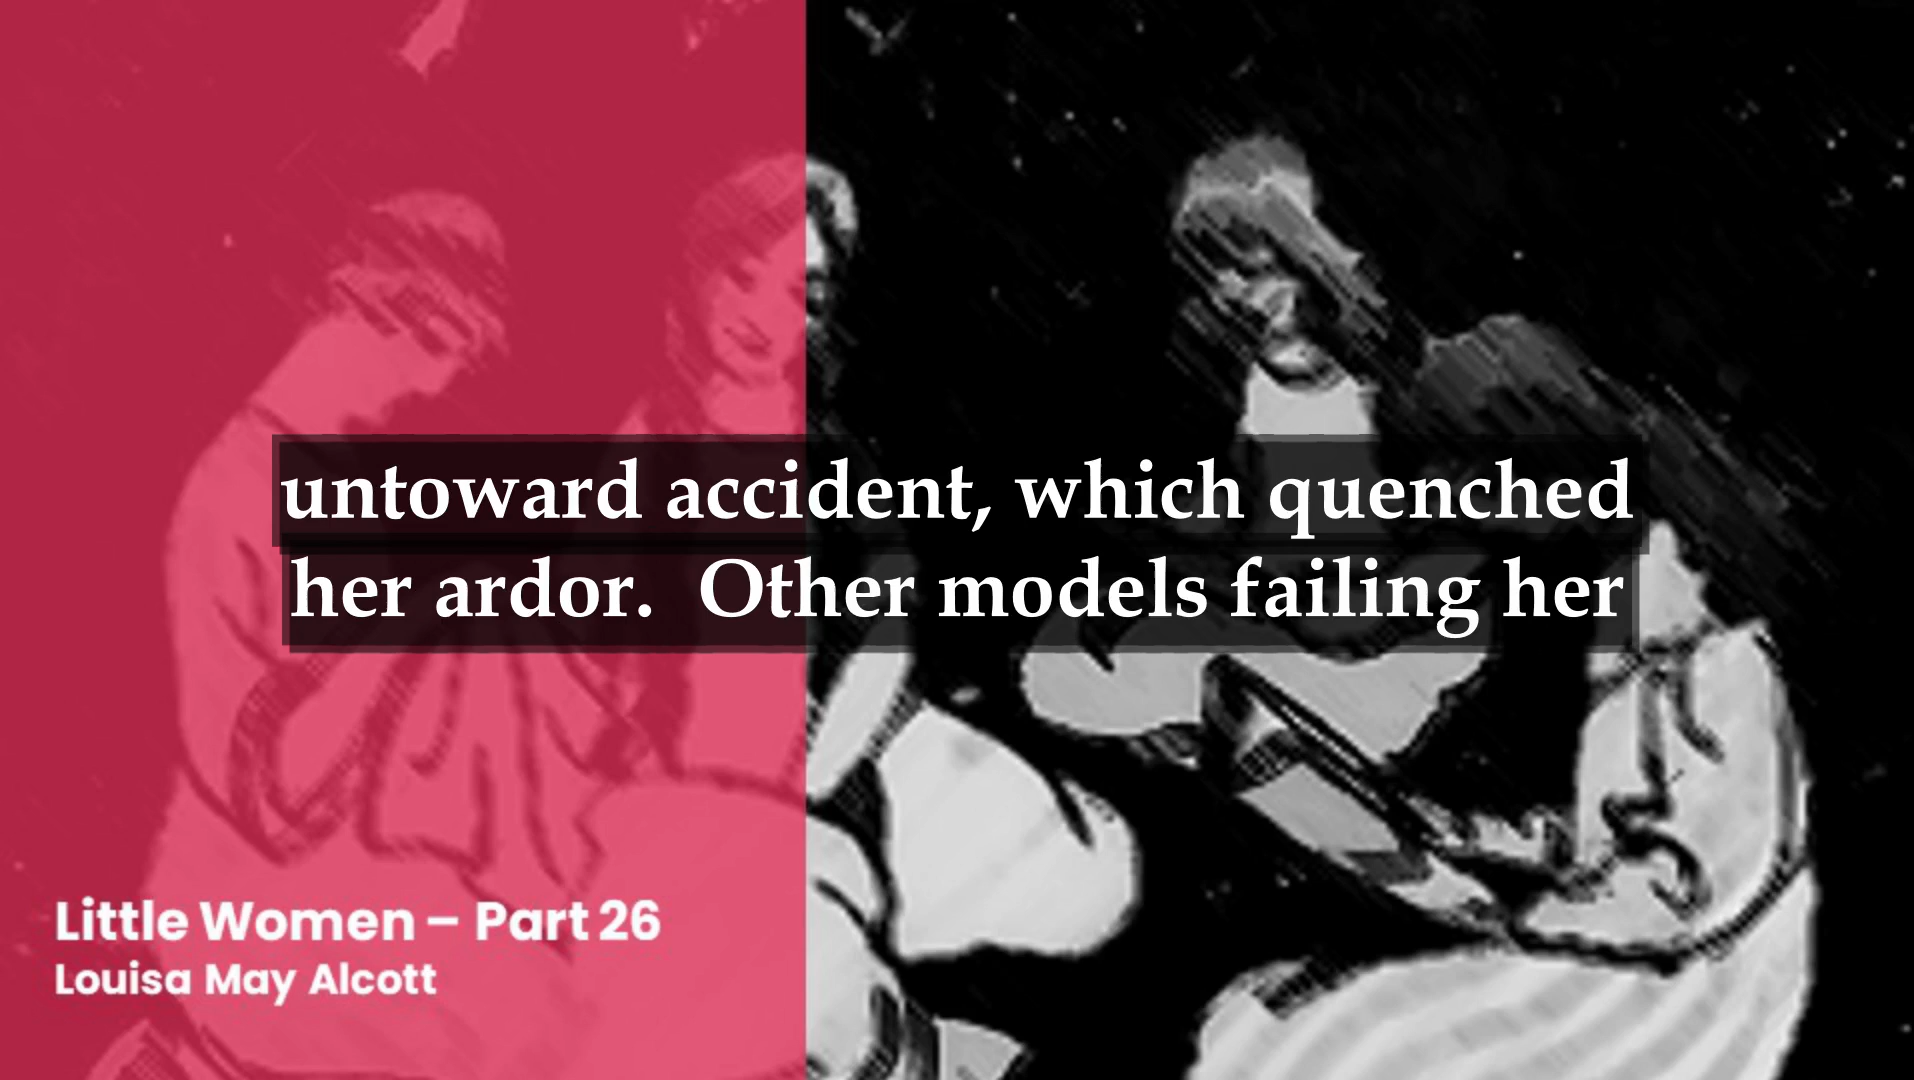 untoward accident, which quenched
her ardor.  Other models failing her
Little Women – Part 26
Louisa May Alcott